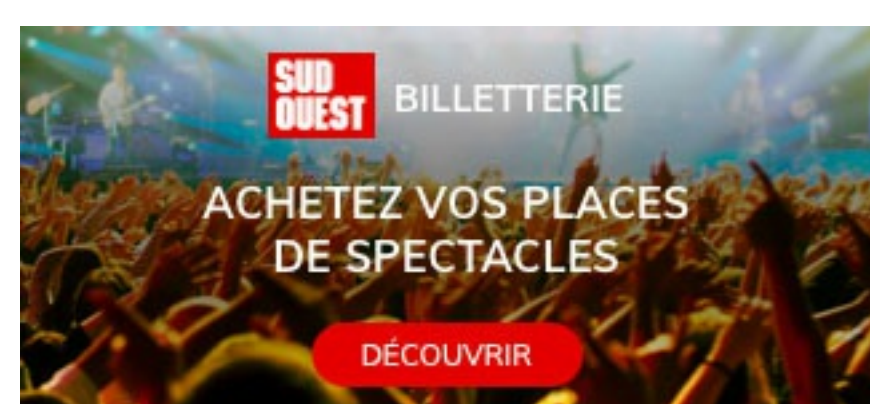 SUD
OUEST
BILLETTERIE
ACHETEZ VOS PLACES
DE SPECTACLES
DÉCOUVRIR